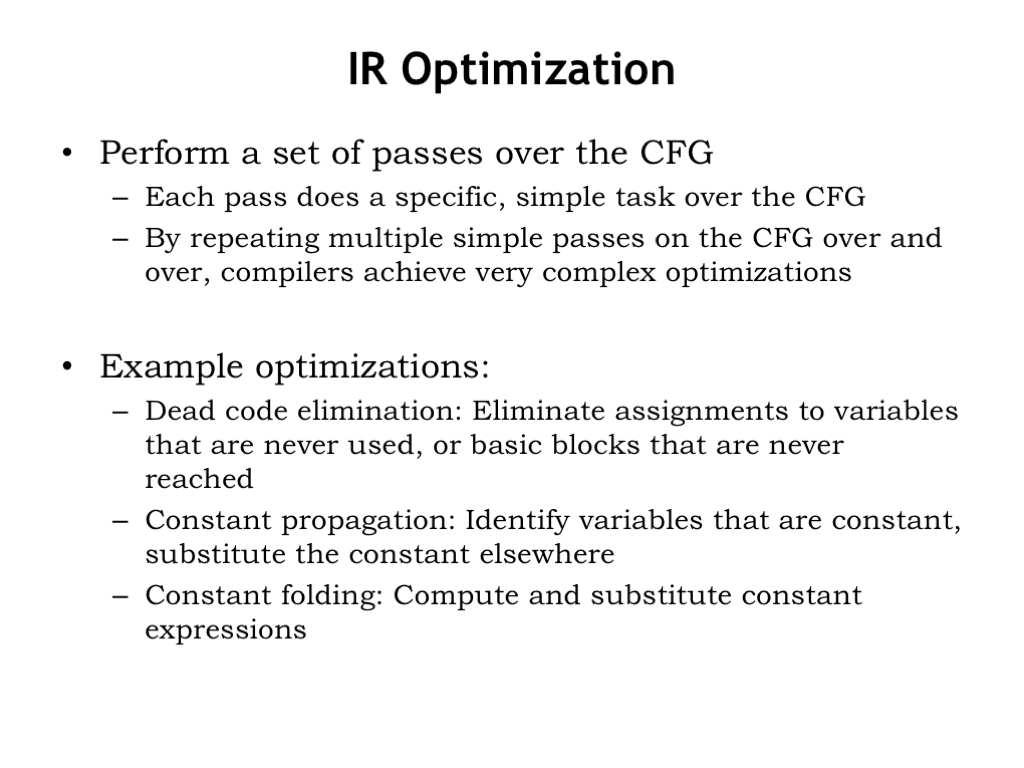 IR Optimization
• Perform a set of passes over the CFG
– Each pass does a specific, simple task over the CFG
– By repeating multiple simple passes on the CFG over and
over, compilers achieve very complex optimizations
• Example optimizations:
– Dead code elimination: Eliminate assignments to variables
that are never used, or basic blocks that are never
reached
– Constant propagation: Identify variables that are constant,
substitute the constant elsewhere
– Constant folding: Compute and substitute constant
expressions